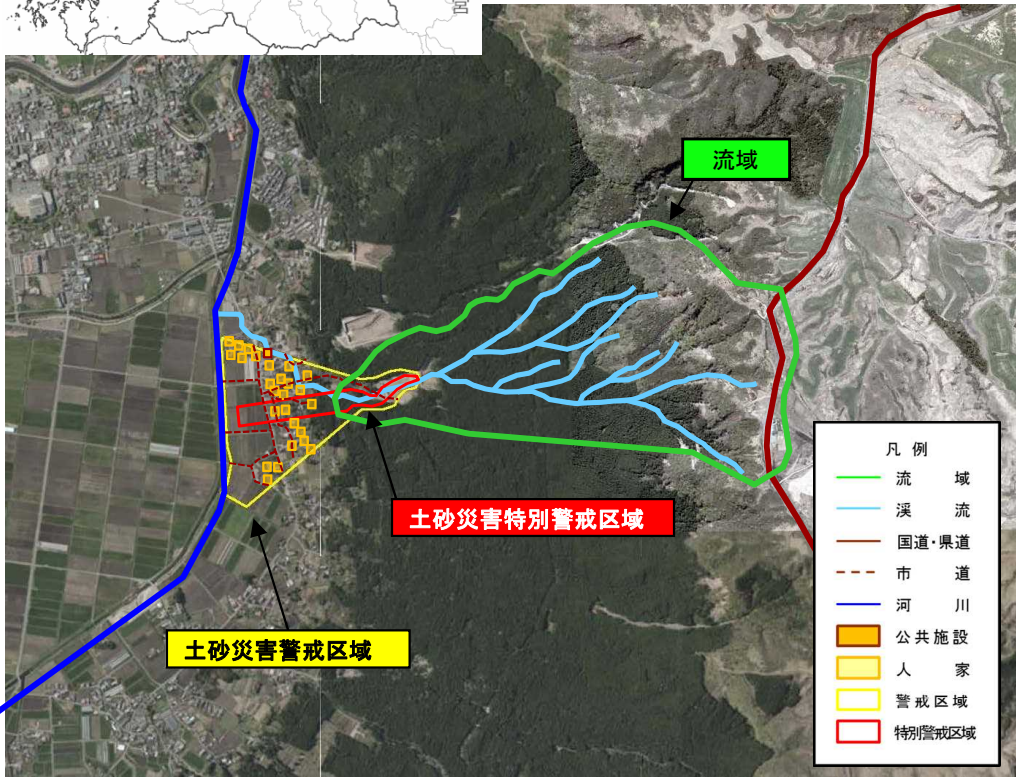 宮
流域
土砂災害特別警戒区域
土砂災害警戒区域
凡 例
流 域
渓 流
国道・県道
市 道
河 川
公共施設
人 家
警戒区域
特別警戒区域